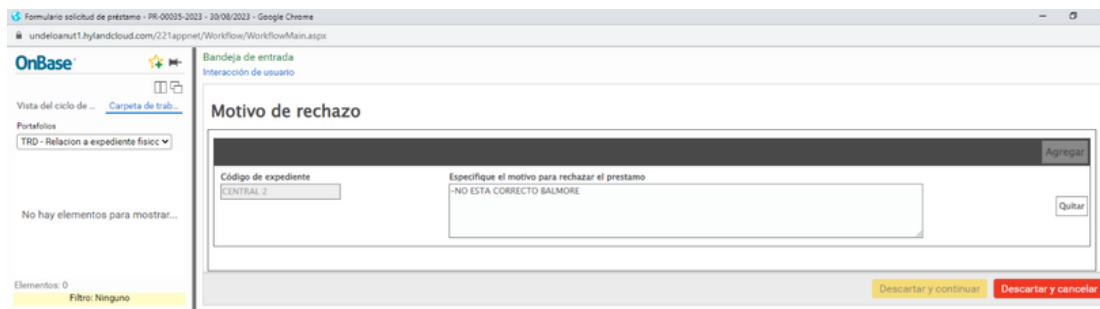 Formulario solicitud de préstamo - PR-00035-2023 - 30/08/2023 - Google Chrome
undeloanut1.hylandcloud.com/221appnet/Workflow/WorkflowMain.aspx
OnBase
Bandeja de entrada
Interacción de usuario
Vista del ciclo de ... Carpeta de trab...
Portafolios
TRD - Relacion a expediente fisicc
No hay elementos para mostrar...
Elementos: 0
Filtro: Ninguno
Motivo de rechazo
Agregar
Código de expediente
CENTRAL 2
Especifique el motivo para rechazar el prestamo
-NO ESTA CORRECTO BALMORE
Quitar
Descartar y continuar
Descartar y cancelar